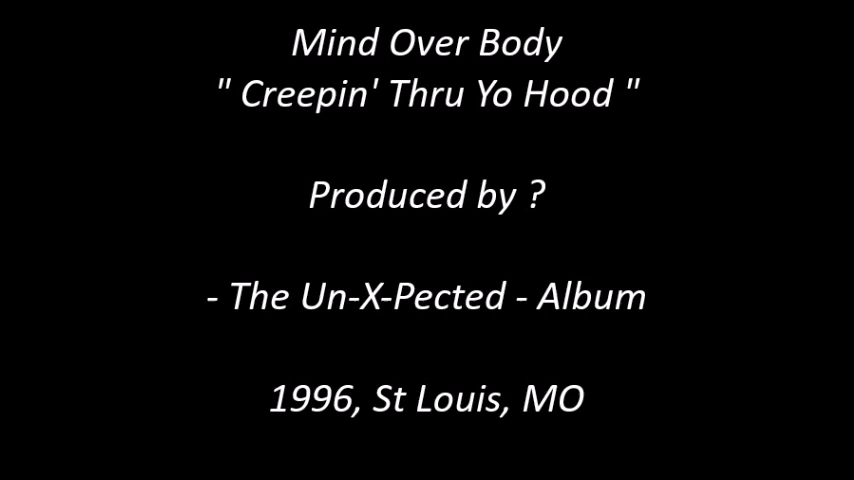 Mind Over Body
" Creepin' Thru Yo Hood "
Produced by ?
- The Un-X-Pected - Album
1996, St Louis, MO